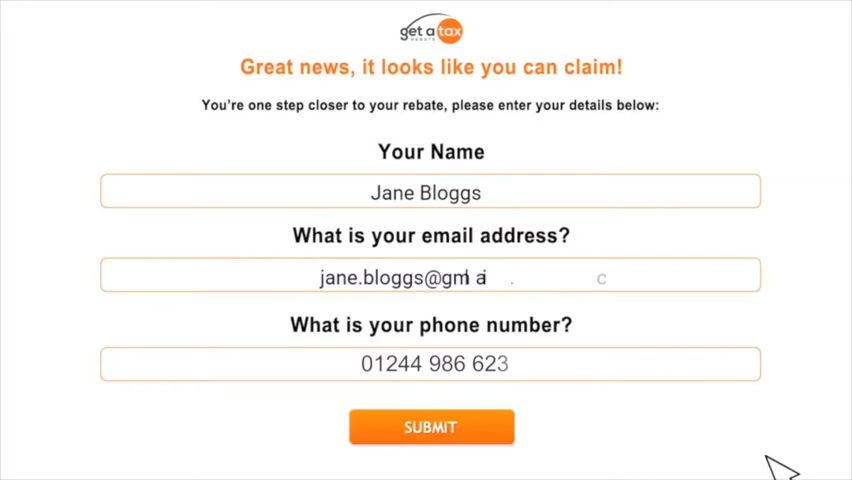 get a tax
REBATE
Great news, it looks like you can claim!
You're one step closer to your rebate, please enter your details below:
Your Name
Jane Bloggs
What is your email address?
What is your phone number?
01244 986 623
SUBMIT